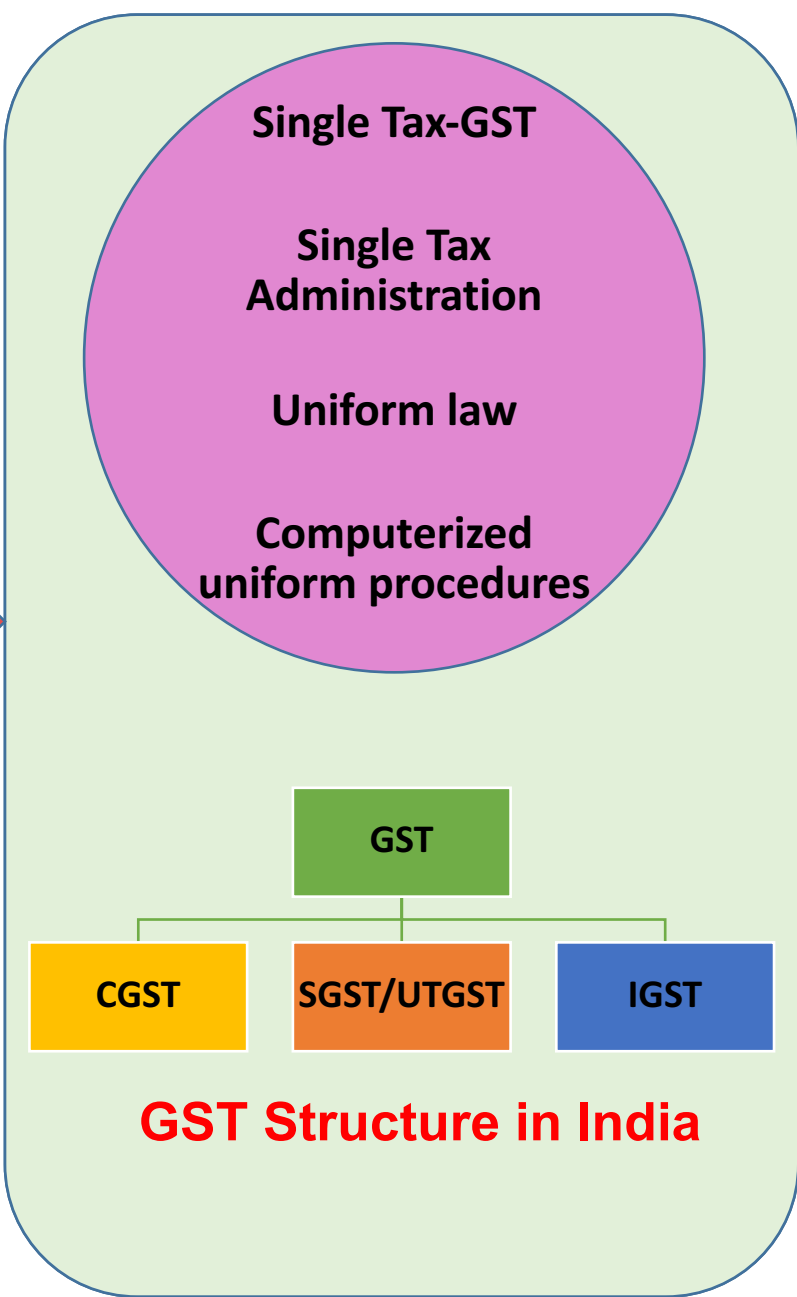 Single Tax-GST
Single Tax
Administration
Uniform law
Computerized
uniform procedures
GST
CGST
SGST/UTGST
IGST
GST Structure in India